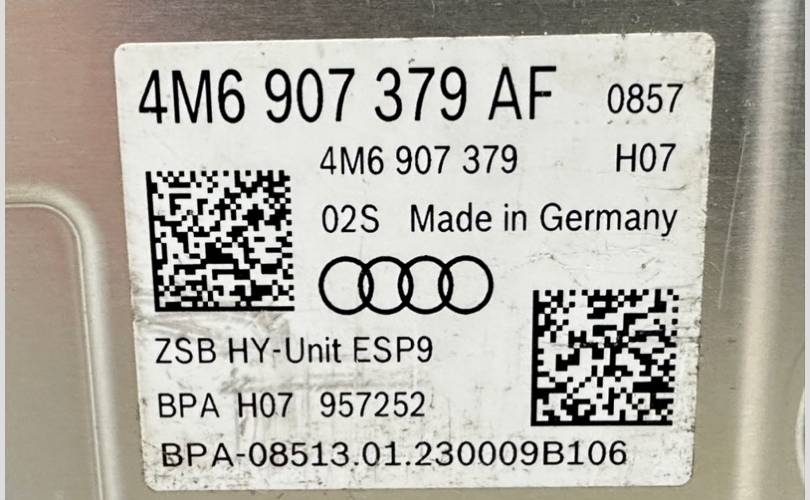 4M6 907 379 AF 0857
4M6 907 379 H07
02S Made in Germany
ZSB HY-Unit ESP9
BPA H07 957252
BPA-08513.01.230009B106